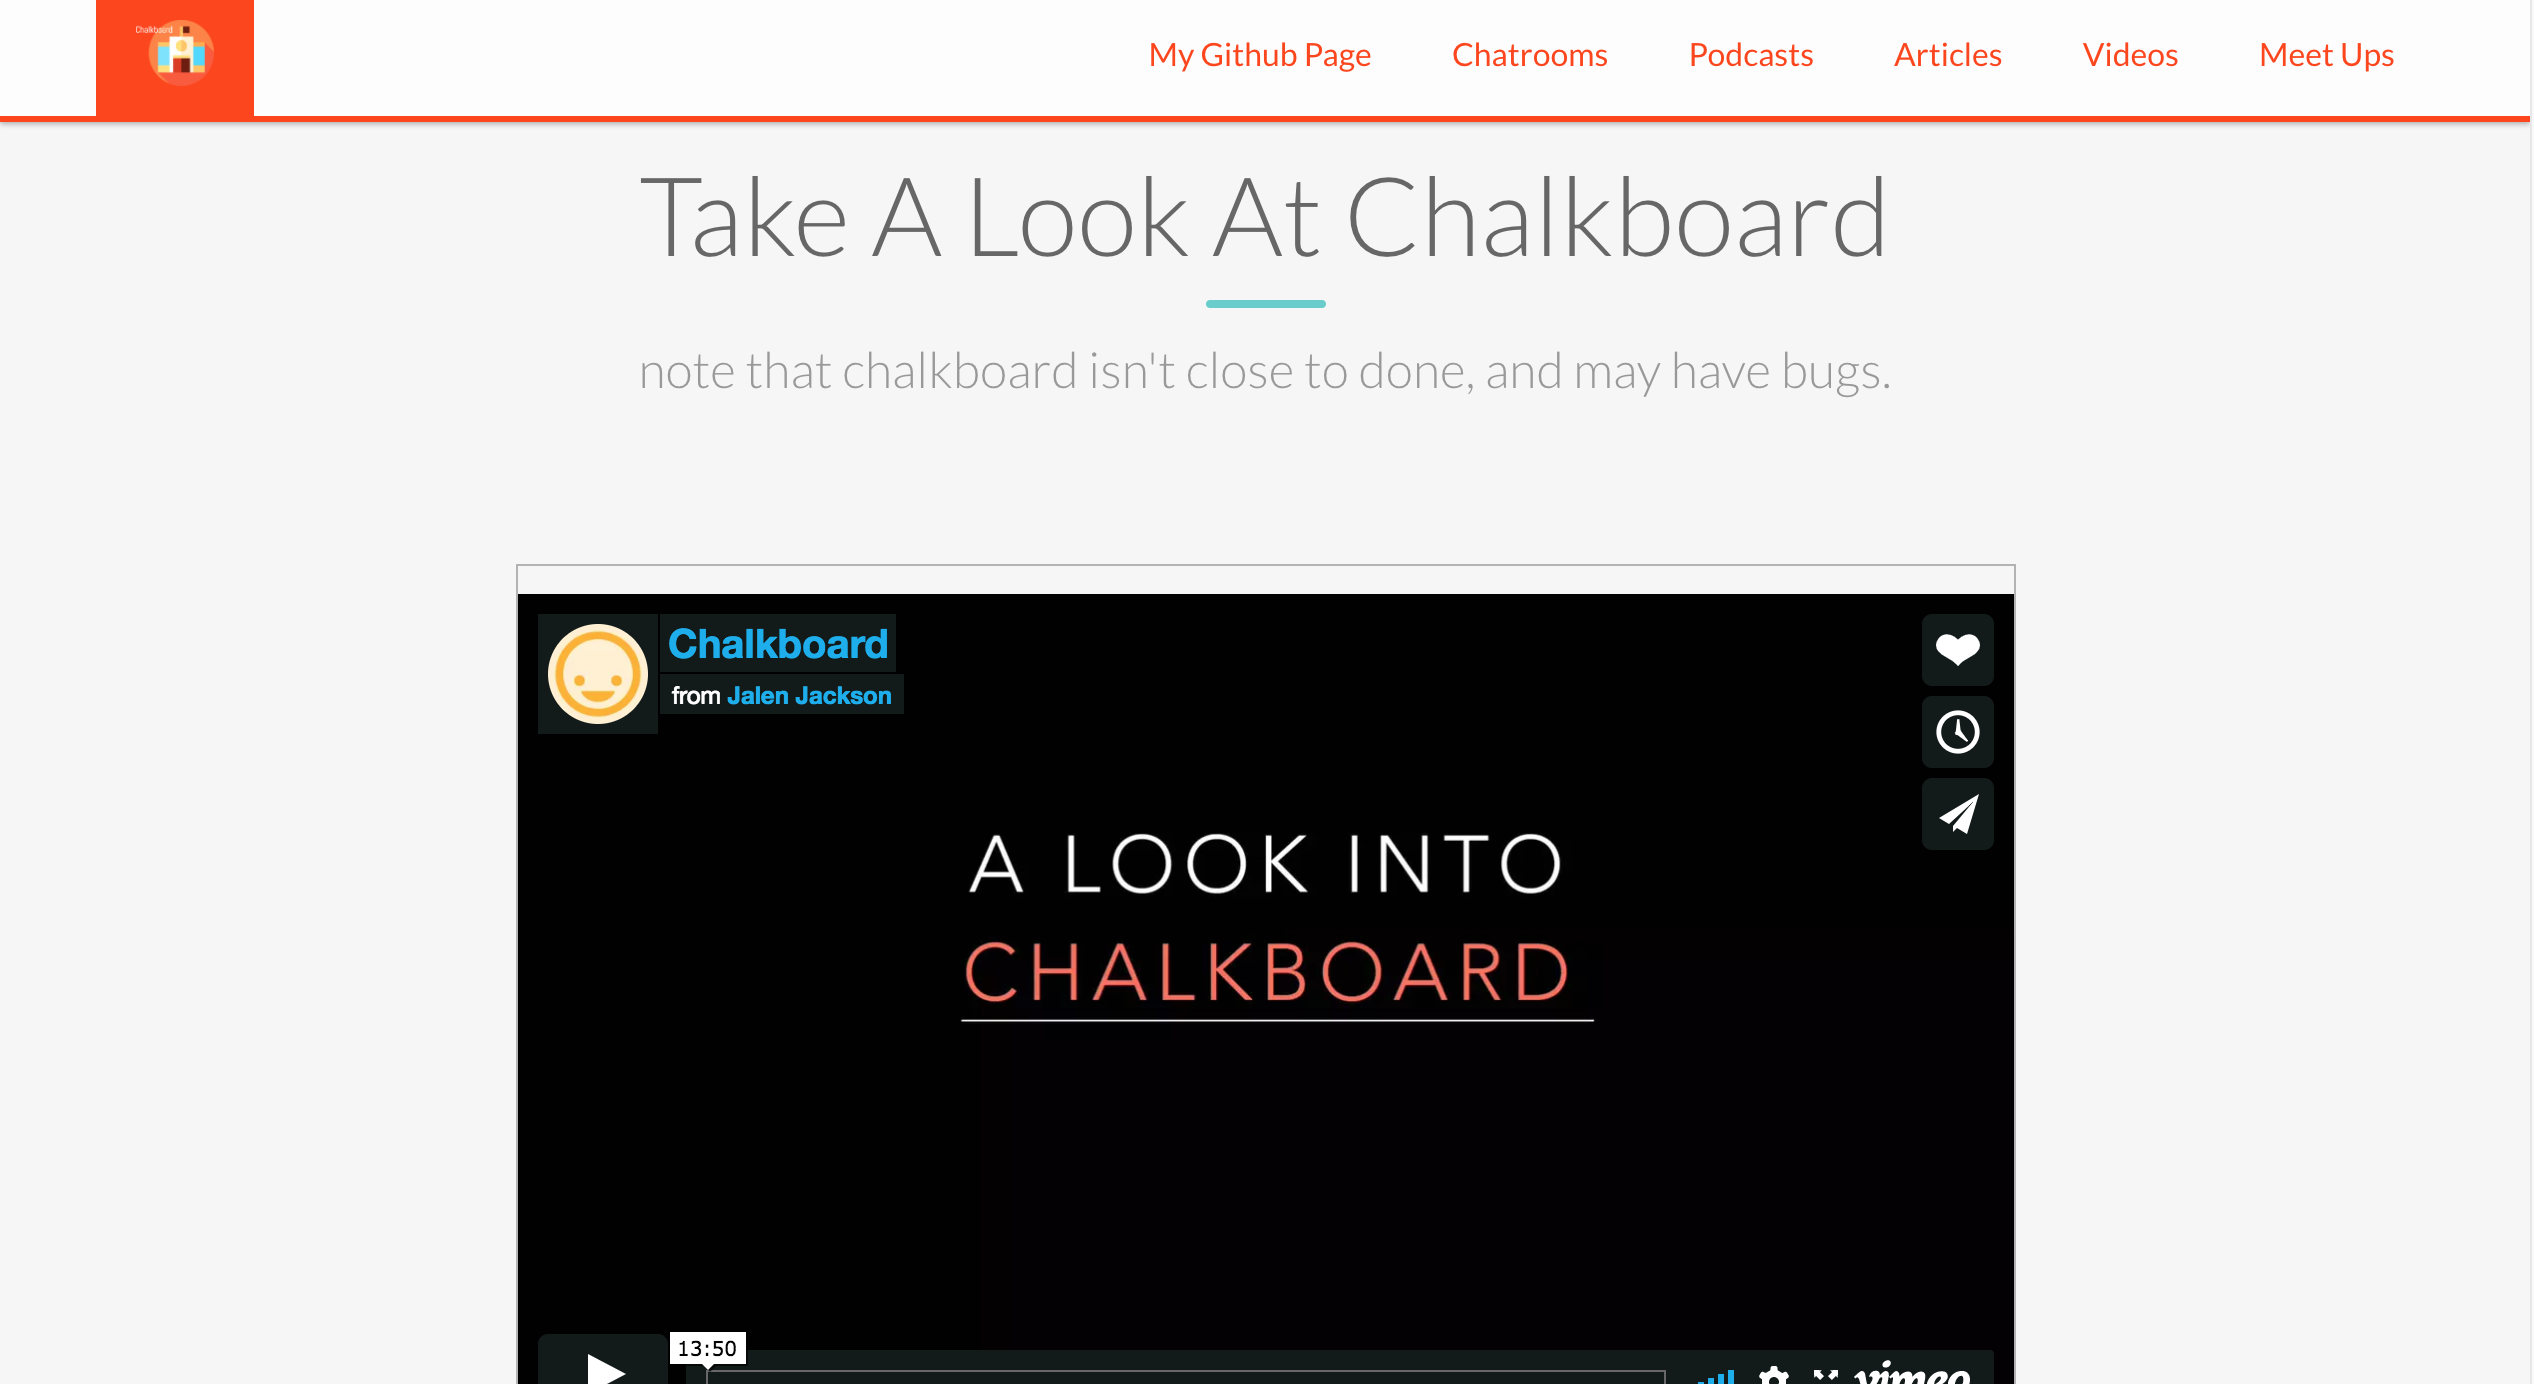 Chalkboard
My Github Page Chatrooms Podcasts Articles Videos Meet Ups
Take A Look At Chalkboard
note that chalkboard isn't close to done, and may have bugs.
Chalkboard
from Jalen Jackson
A LOOK INTO
CHALKBOARD
13:50
vimeo